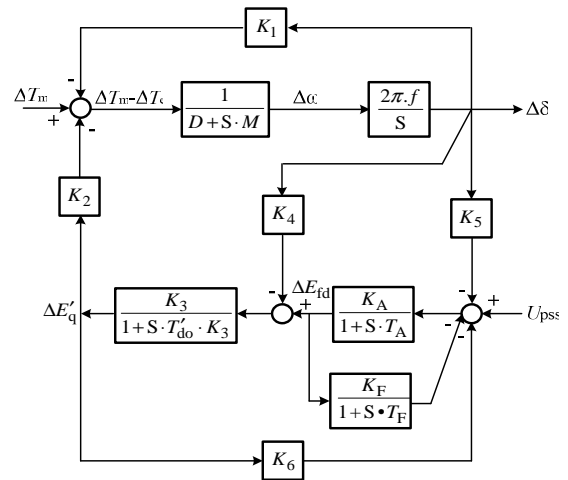 K1
-
ΔTm
+
-
ΔTm-ΔTe
1
D+S·M
Δω
2π.f
S
Δδ
K2
K4
K5
ΔE′q
K3
1+S·T′do·K3
-
+
ΔEfd
KA
1+S·TA
-
-
-
+
Upss
KF
1+S•TF
K6